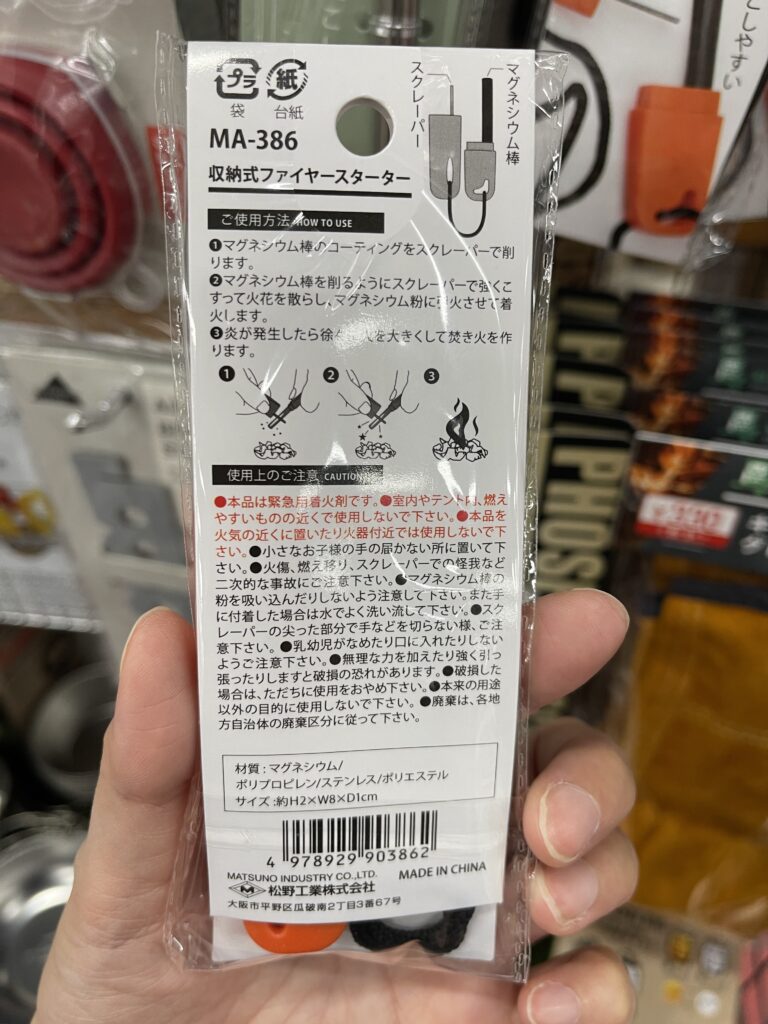 プラ
紙
袋
台紙
MA-386
収納式ファイヤースターター
スクレーパー
マグネシウム棒
ご使用方法 HOW TO USE
❶マグネシウム棒のコーティングをスクレーパーで削
ります。
❷マグネシウム棒を削るようにスクレーパーで強くこ
すって火花を散らし、マグネシウム粉に引火させて着
火します。
❸炎が発生したら徐々に火を大きくして焚き火を作
ります。
❶
❷
❸
使用上のご注意 CAUTION
●本品は緊急用着火剤です。●室内やテント内、燃え
やすいものの近くで使用しないで下さい。●本品を
火気の近くに置いたり火器付近では使用しないで下
さい。●小さなお子様の手の届かない所に置いて下
さい。●火傷、燃え移り、スクレーパーでの怪我など
二次的な事故にご注意下さい。●マグネシウム棒の
粉を吸い込んだりしないよう注意して下さい。また手
に付着した場合は水でよく洗い流して下さい。●スク
レーパーの尖った部分で手などを切らない様、ご注
意下さい。●乳幼児がなめたり口に入れたりしない
ようご注意下さい。●無理な力を加えたり強く引っ
張ったりしますと破損の恐れがあります。●破損した
場合は、ただちに使用をおやめ下さい。●本来の用途
以外の目的に使用しないで下さい。●廃棄は、各地
方自治体の廃棄区分に従って下さい。
材質：マグネシウム/
ポリプロピレン/ステンレス/ポリエステル
サイズ：約H2×W8×D1cm
4 978929 903862
MATSUNO INDUSTRY CO.,LTD.
MADE IN CHINA
松野工業株式会社
大阪市平野区瓜破南2丁目3番67号
としやすい